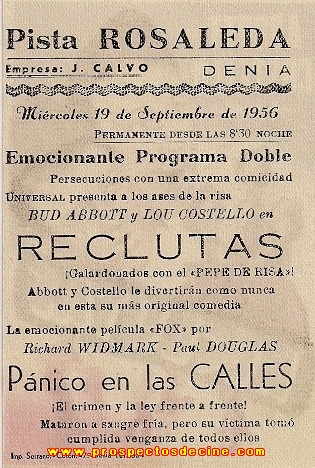 Pista ROSALEDA
Empresa: J. CALVO DENIA
Miércoles 19 de Septiembre de 1956
PERMANENTE DESDE LAS 8'30 NOCHE
Emocionante Programa Doble
Persecuciones con una extrema comicidad
UNIVERSAL presenta a los ases de la risa
BUD ABBOTT y LOU COSTELLO en
RECLUTAS
¡Galardonados con el «PEPE DE RISA»!
Abbott y Costello le divertirán como nunca
en esta su más original comedia
La emocionante película «FOX» por
Richard WIDMARK - Paul DOUGLAS
Pánico en las CALLES
¡El crimen y la ley frente a frente!
Mataron a sangre fría, pero su víctima tomó
cumplida venganza de todos ellos
Imp. Serrano.
www.prospectosdecine.com